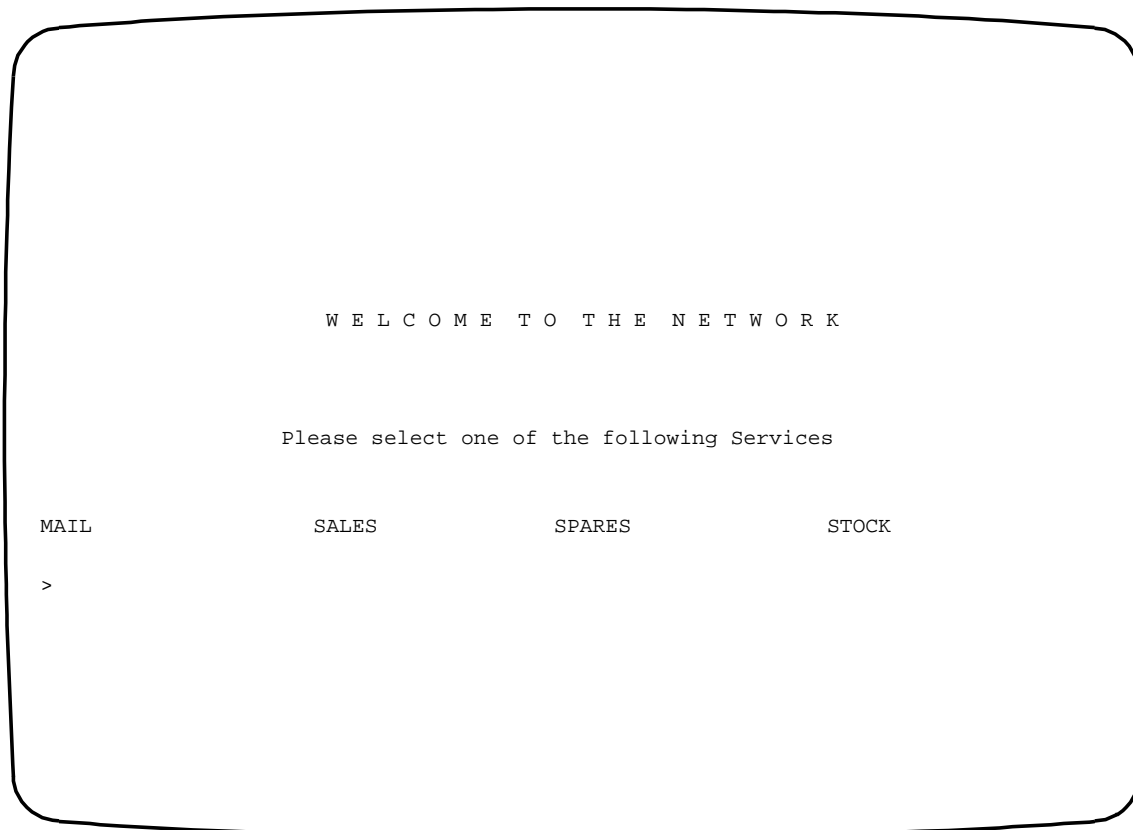 W E L C O M E  T O  T H E  N E T W O R K
Please select one of the following Services
MAIL SALES SPARES STOCK
>